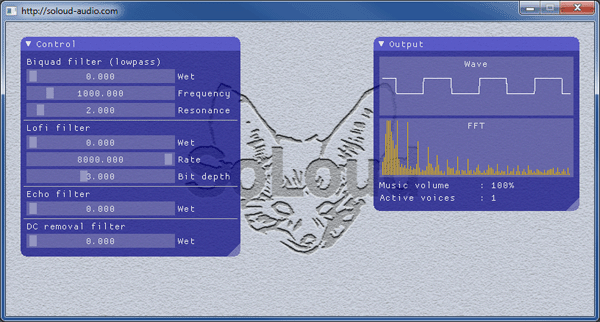 http://soloud-audio.com
Control
Biquad filter (lowpass)
0.000 Wet
1000.000 Frequency
2.000 Resonance
Lofi filter
0.000 Wet
8000.000 Rate
3.000 Bit depth
Echo filter
0.000 Wet
DC removal filter
0.000 Wet
Output
Wave
FFT
Music volume : 100%
Active voices : 1
SoLoud